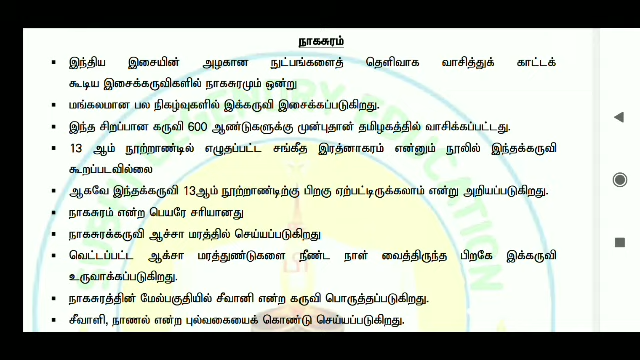 நாகசுரம்
▪ இந்திய இசையின் அழகான நுட்பங்களைத் தெளிவாக வாசித்துக் காட்டக்
கூடிய இசைக்கருவிகளில் நாகசுரமும் ஒன்று
▪ மங்கலமான பல நிகழ்வுகளில் இக்கருவி இசைக்கப்படுகிறது.
▪ இந்த சிறப்பான கருவி 600 ஆண்டுகளுக்கு முன்புதான் தமிழகத்தில் வாசிக்கப்பட்டது.
▪ 13 ஆம் நூற்றாண்டில் எழுதப்பட்ட சங்கீத இரத்னாகரம் என்னும் நூலில் இந்தக்கருவி
கூறப்படவில்லை
▪ ஆகவே இந்தக்கருவி 13ஆம் நூற்றாண்டிற்கு பிறகு ஏற்பட்டிருக்கலாம் என்று அறியப்படுகிறது.
▪ நாகசுரம் என்ற பெயரே சரியானது
▪ நாகசுரக்கருவி ஆச்சா மரத்தில் செய்யப்படுகிறது
▪ வெட்டப்பட்ட ஆக்சா மரத்துண்டுகளை நீண்ட நாள் வைத்திருந்த பிறகே இக்கருவி
உருவாக்கப்படுகிறது.
▪ நாகசுரத்தின் மேல்பகுதியில் சீவானி என்ற கருவி பொருத்தப்படுகிறது.
▪ சீவாளி, நாணல் என்ற புல்வகையைக் கொண்டு செய்யப்படுகிறது.